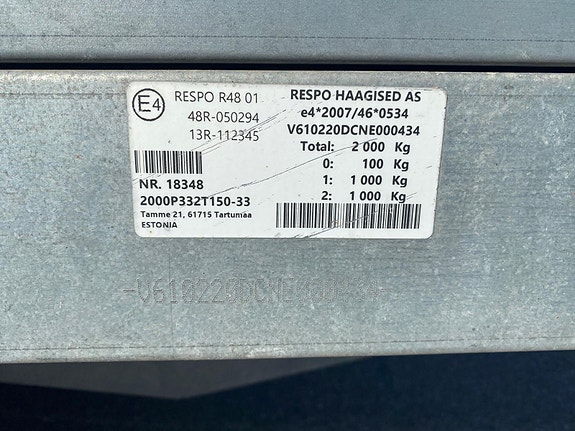 E4
RESPO R48 01
48R-050294
13R-112345
NR. 18348
2000P332T150-33
Tamme 21, 61715 Tartumaa
ESTONIA
RESPO HAAGISED AS
e4*2007/46*0534
V610220DCNE000434
Total: 2 000 Kg
0: 100 Kg
1: 1 000 Kg
2: 1 000 Kg
-V610220DCNE000434-